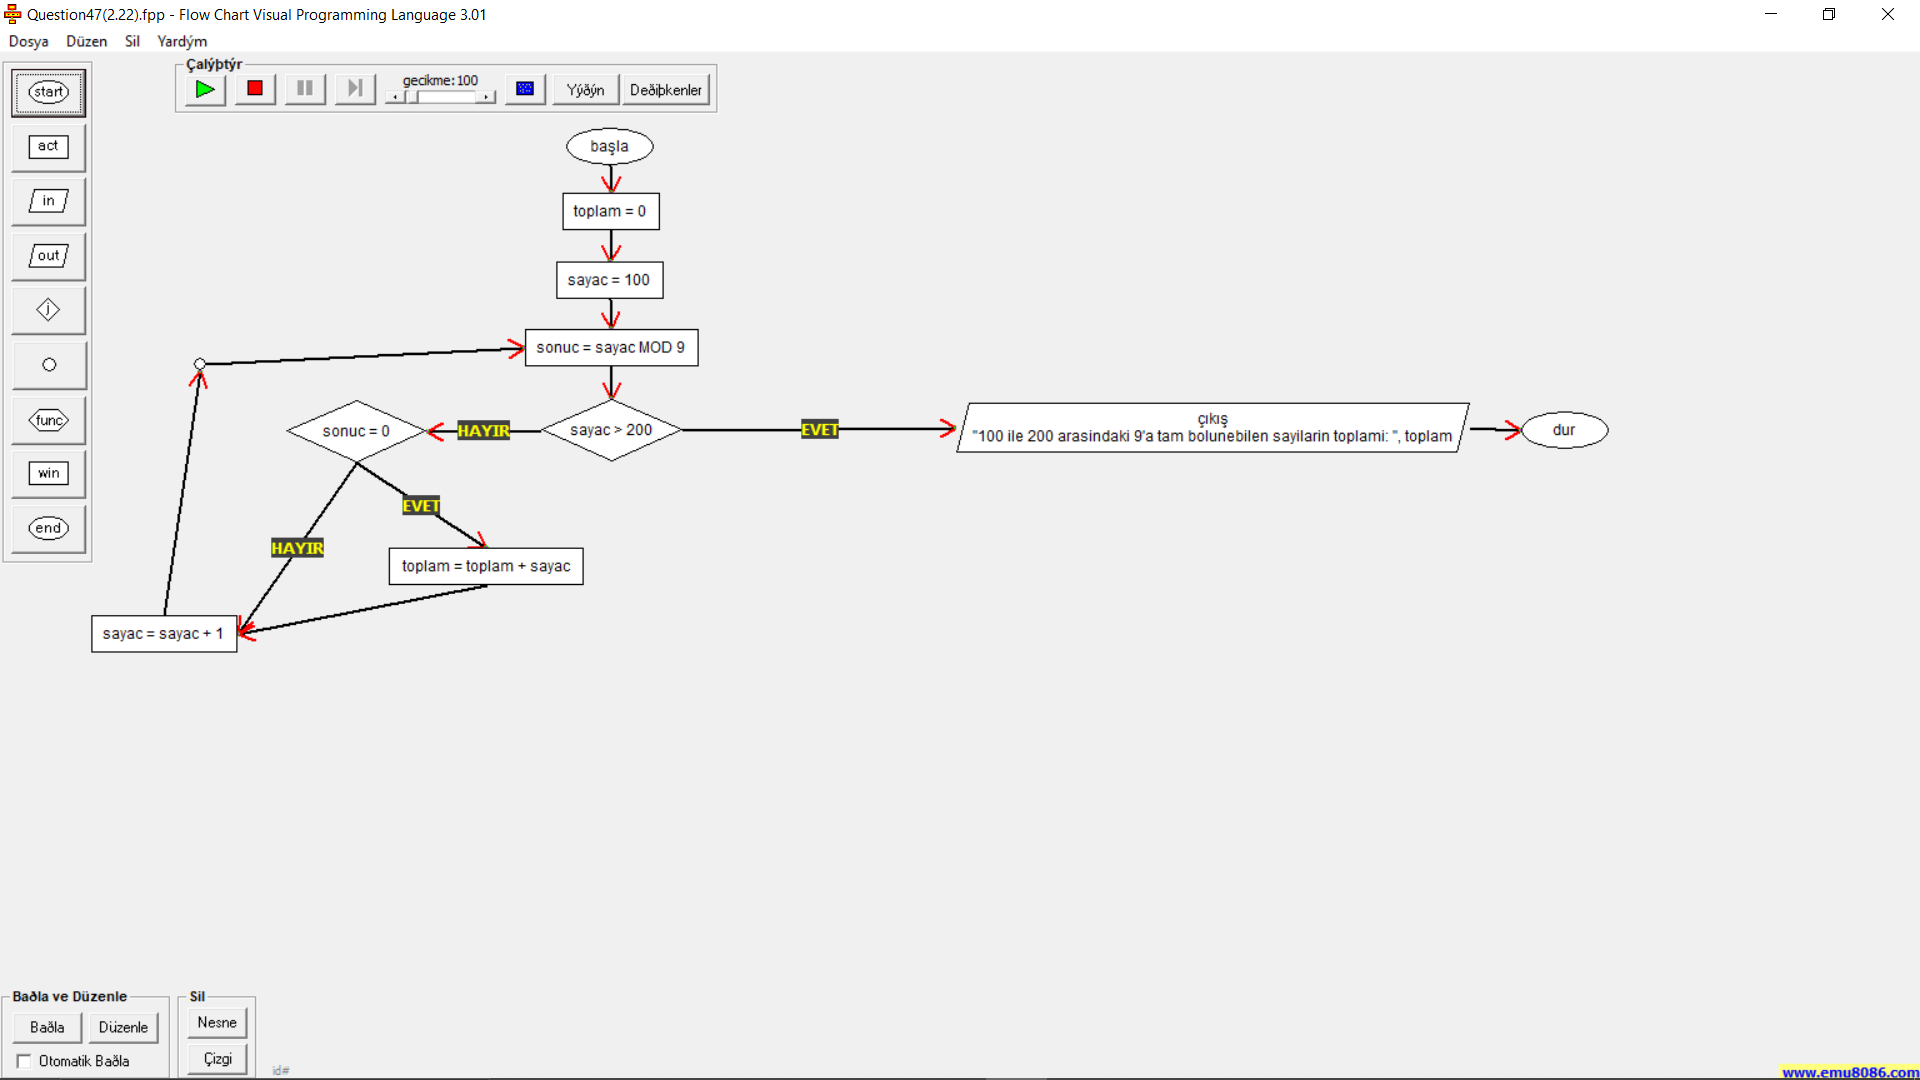 Question47(2.22).fpp - Flow Chart Visual Programming Language 3.01
Dosya Düzen Sil Yardým
Çalýþtýr
gecikme:100
Yýðýn
Deðiþkenler
start
act
in
out
j
func
win
end
başla
toplam = 0
sayac = 100
sonuc = sayac MOD 9
sonuc = 0
HAYIR
sayac > 200
EVET
çıkış
"100 ile 200 arasindaki 9'a tam bolunebilen sayilarin toplami: ", toplam
dur
EVET
HAYIR
toplam = toplam + sayac
sayac = sayac + 1
Baðla ve Düzenle
Baðla
Düzenle
Otomatik Baðla
Sil
Nesne
Çizgi
id#
www.emu8086.com